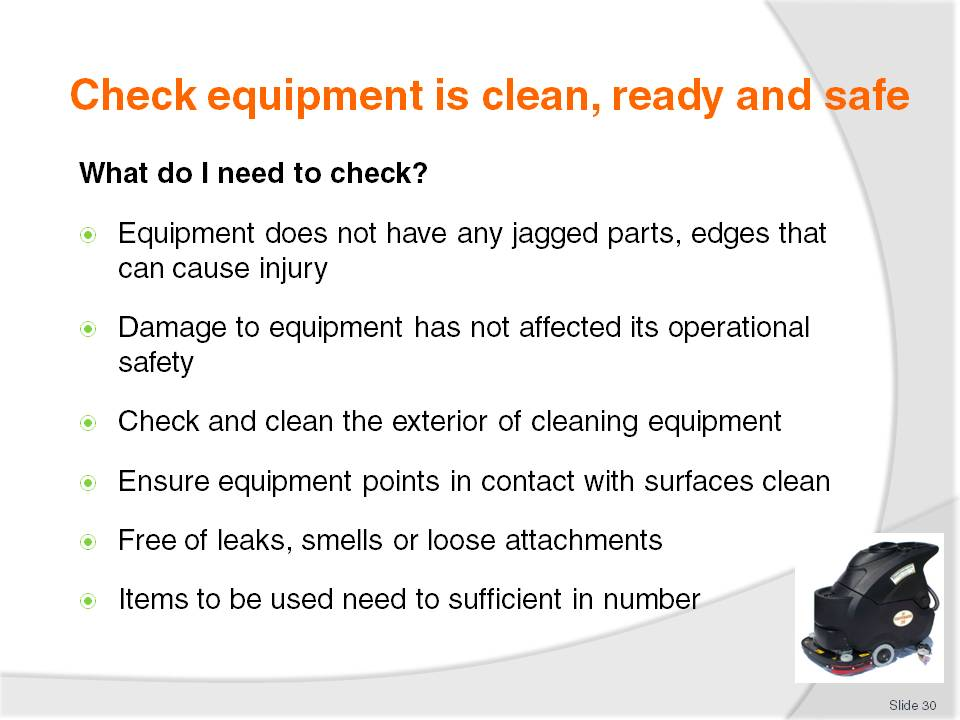 Check equipment is clean, ready and safe
What do I need to check?
Equipment does not have any jagged parts, edges that
can cause injury
Damage to equipment has not affected its operational
safety
Check and clean the exterior of cleaning equipment
Ensure equipment points in contact with surfaces clean
Free of leaks, smells or loose attachments
Items to be used need to sufficient in number
Slide 30